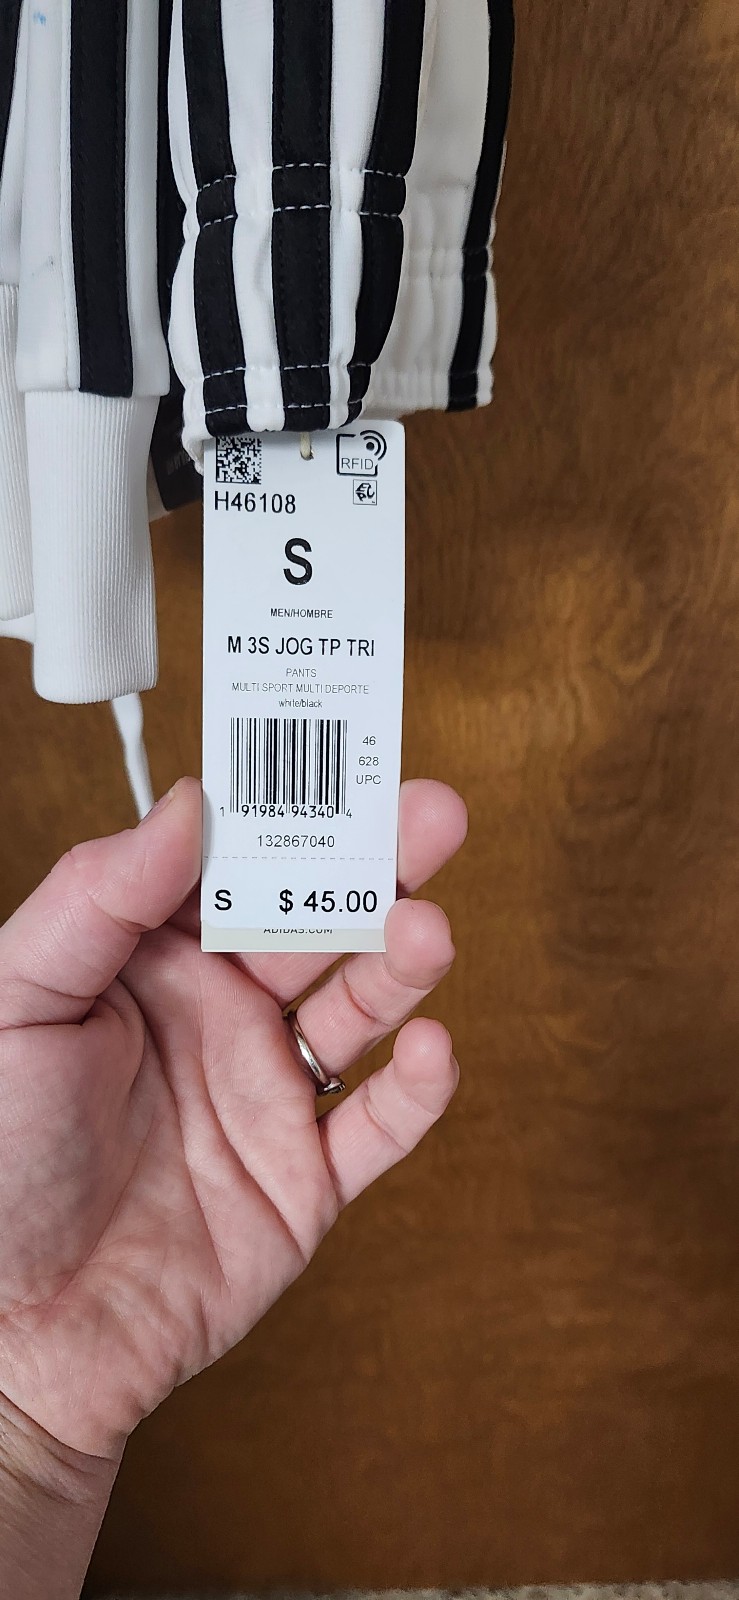 RFID
H46108
S
MEN/HOMBRE
M 3S JOG TP TRI
PANTS
MULTI SPORT MULTI DEPORTE
white/black
46
628
UPC
1 91984 94340 4
132867040
S $ 45.00
ADIDAS.COM